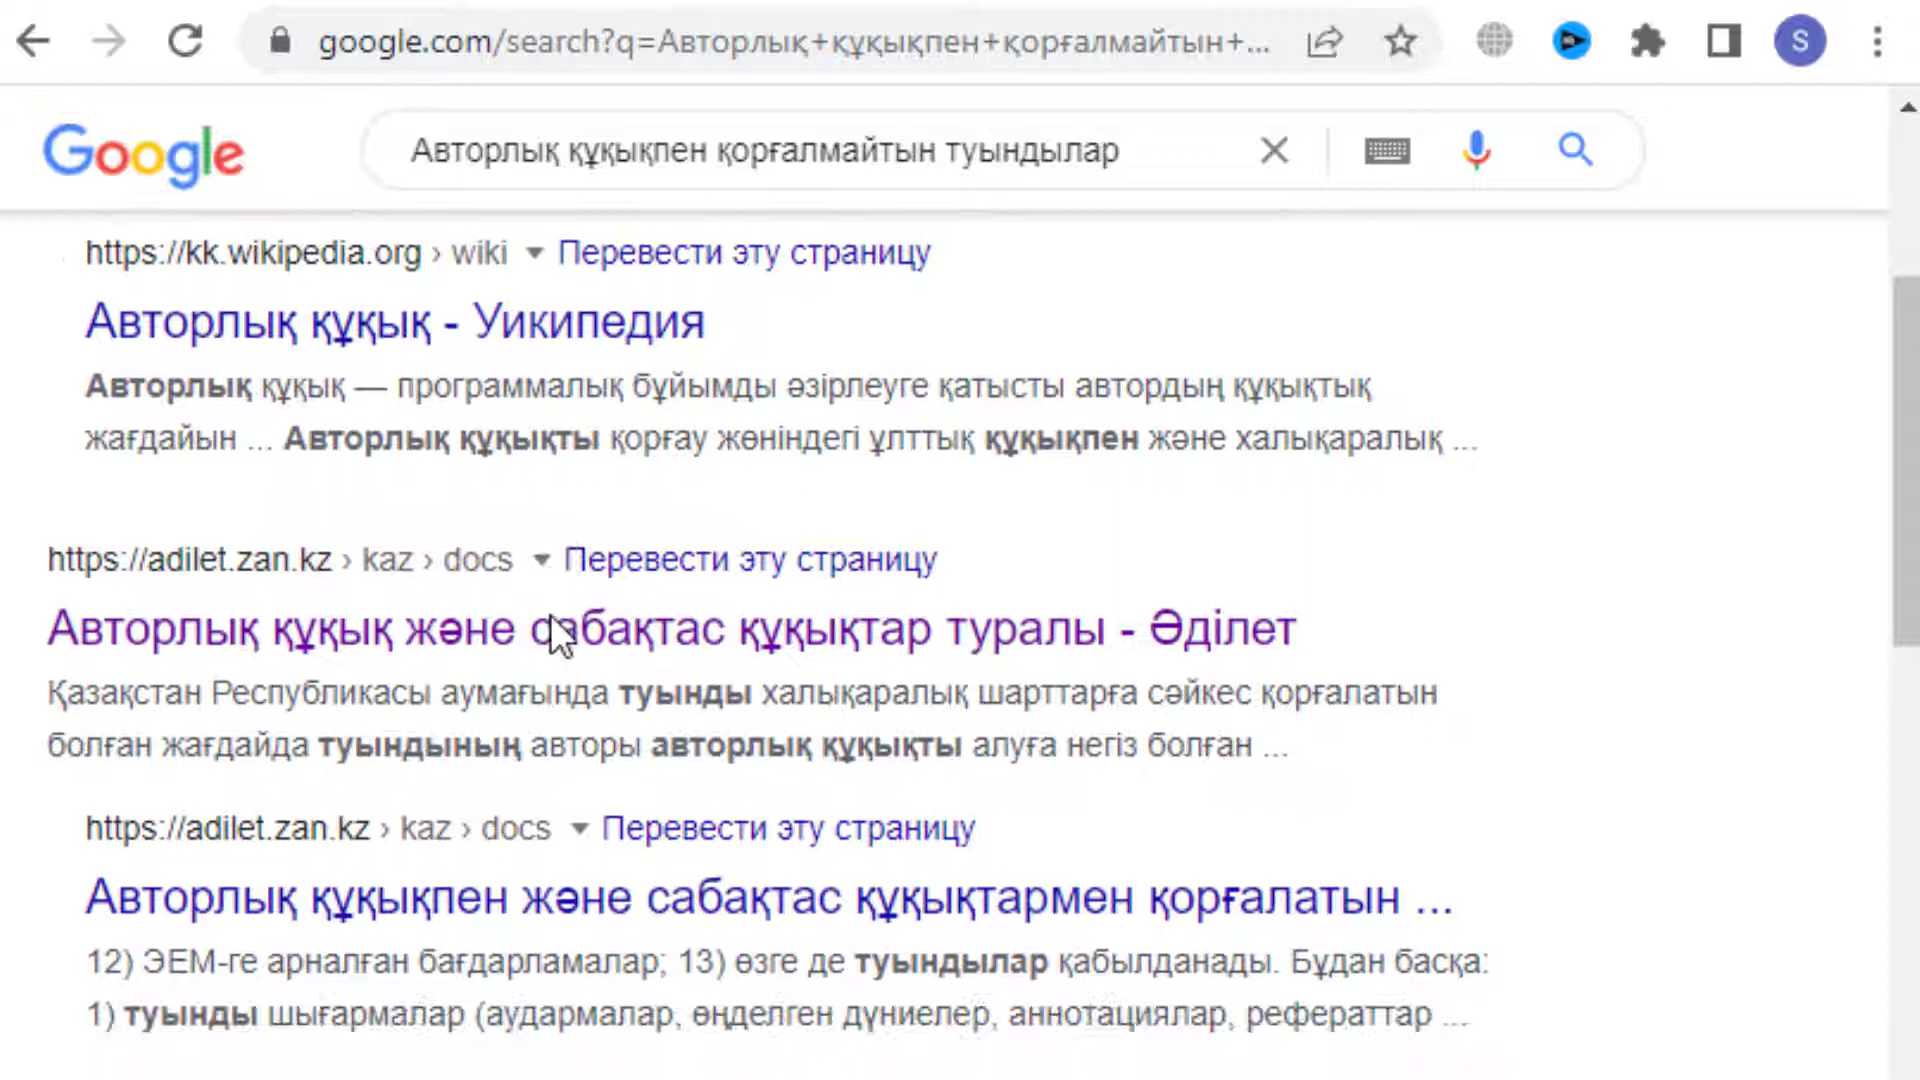 google.com/search?q=Авторлық+құқықпен+қорғалмайтын+...
S
Google
Авторлық құқықпен қорғалмайтын туындылар
https://kk.wikipedia.org › wiki Перевести эту страницу
Авторлық құқық - Уикипедия
Авторлық құқық — программалық бұйымды әзірлеуге қатысты автордың құқықтық
жағдайын ... Авторлық құқықты қорғау жөніндегі ұлттық құқықпен және халықаралық ...
https://adilet.zan.kz › kaz › docs Перевести эту страницу
Авторлық құқық және сабақтас құқықтар туралы - Әділет
Қазақстан Республикасы аумағында туынды халықаралық шарттарға сәйкес қорғалатын
болған жағдайда туындының авторы авторлық құқықты алуға негіз болған ...
https://adilet.zan.kz › kaz › docs Перевести эту страницу
Авторлық құқықпен және сабақтас құқықтармен қорғалатын ...
12) ЭЕМ-ге арналған бағдарламалар; 13) өзге де туындылар қабылданады. Бұдан басқа:
1) туынды шығармалар (аудармалар, өңделген дүниелер, аннотациялар, рефераттар ...